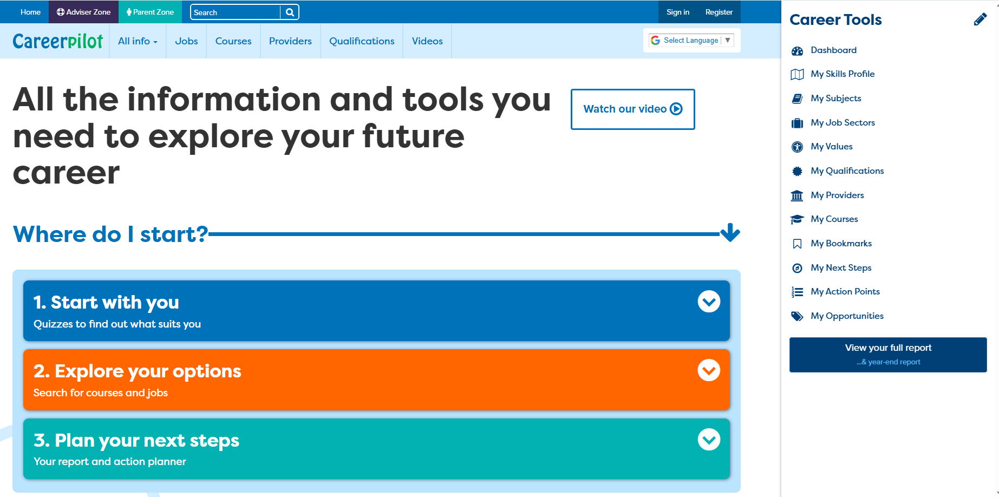 Home
Adviser Zone
Parent Zone
Search
Sign in
Register
Careerpilot
All info
Jobs
Courses
Providers
Qualifications
Videos
Select Language
All the information and tools you
need to explore your future
career
Watch our video
Where do I start?
1. Start with you
Quizzes to find out what suits you
2. Explore your options
Search for courses and jobs
3. Plan your next steps
Your report and action planner
Career Tools
Dashboard
My Skills Profile
My Subjects
My Job Sectors
My Values
My Qualifications
My Providers
My Courses
My Bookmarks
My Next Steps
My Action Points
My Opportunities
View your full report
...& year-end report